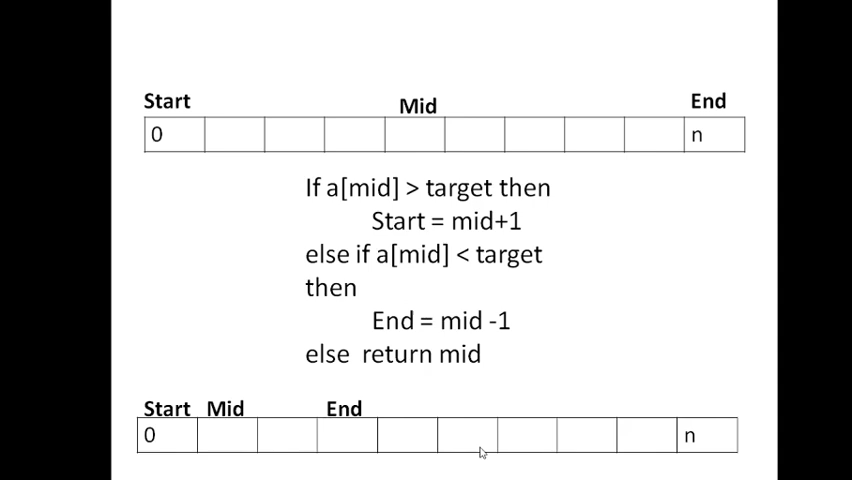 Start Mid End
0 n
If a[mid] > target then
Start = mid+1
else if a[mid] < target
then
End = mid -1
else return mid
Start Mid End
0 n